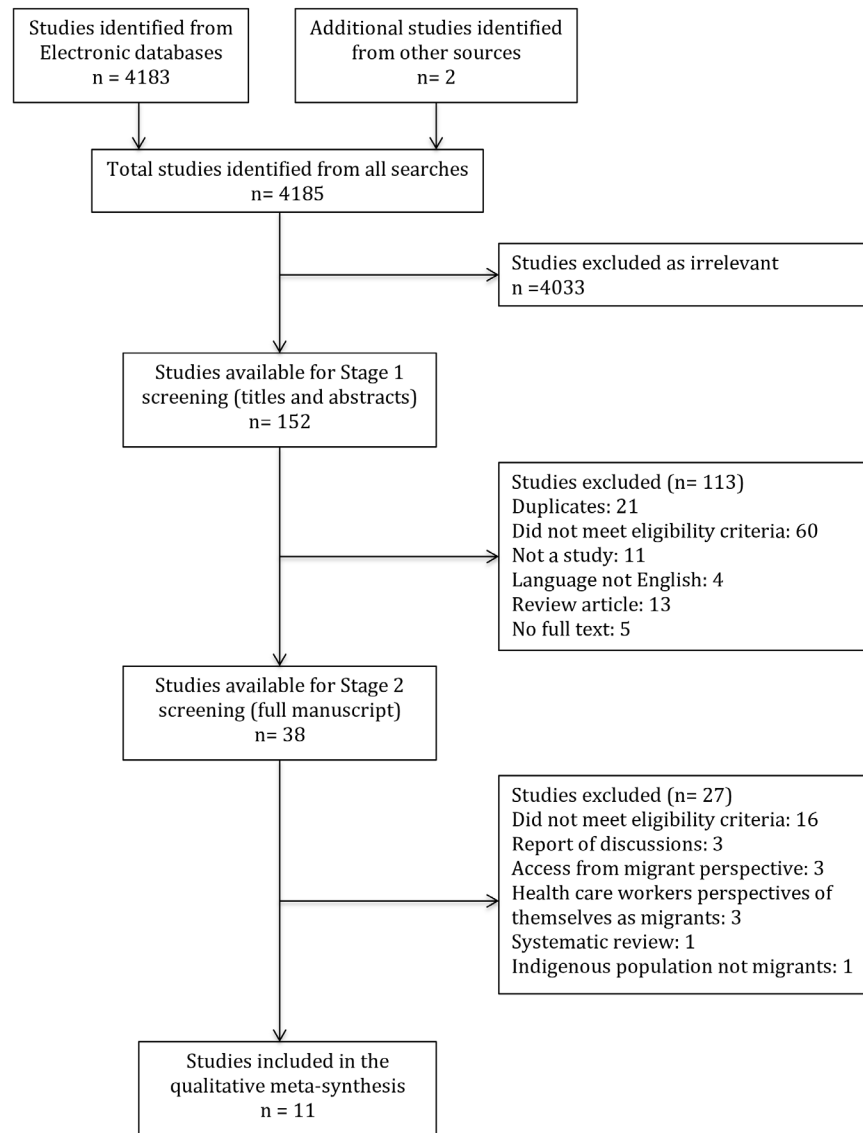 Studies identified from
Electronic databases
n = 4183
Additional studies identified
from other sources
n= 2
Total studies identified from all searches
n= 4185
Studies excluded as irrelevant
n =4033
Studies available for Stage 1
screening (titles and abstracts)
n= 152
Studies excluded (n= 113)
Duplicates: 21
Did not meet eligibility criteria: 60
Not a study: 11
Language not English: 4
Review article: 13
No full text: 5
Studies available for Stage 2
screening (full manuscript)
n= 38
Studies excluded (n= 27)
Did not meet eligibility criteria: 16
Report of discussions: 3
Access from migrant perspective: 3
Health care workers perspectives of
themselves as migrants: 3
Systematic review: 1
Indigenous population not migrants: 1
Studies included in the
qualitative meta-synthesis
n = 11